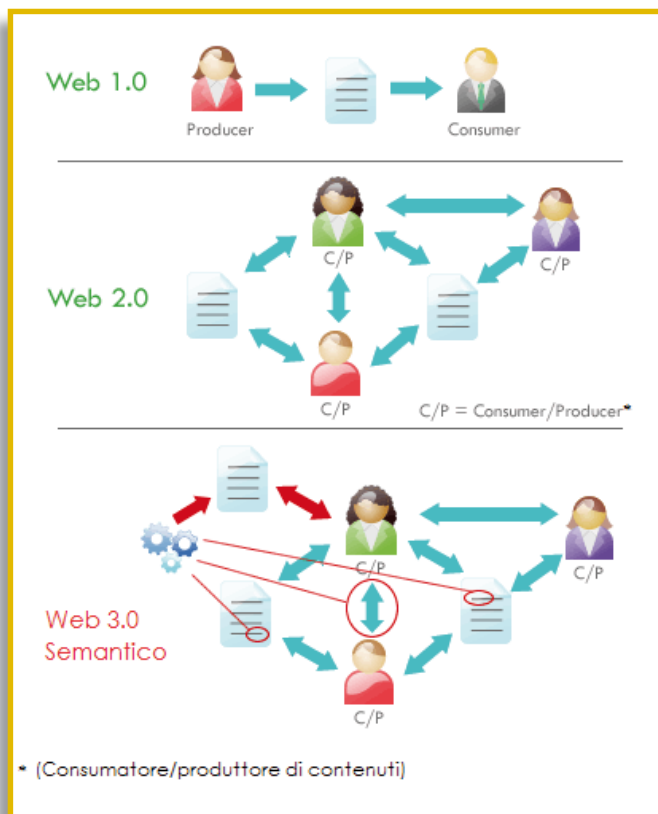 Web 1.0
Producer
Consumer
C/P
C/P
Web 2.0
C/P
C/P = Consumer/Producer*
C/P
C/P
Web 3.0
Semantico
C/P
* (Consumatore/produttore di contenuti)